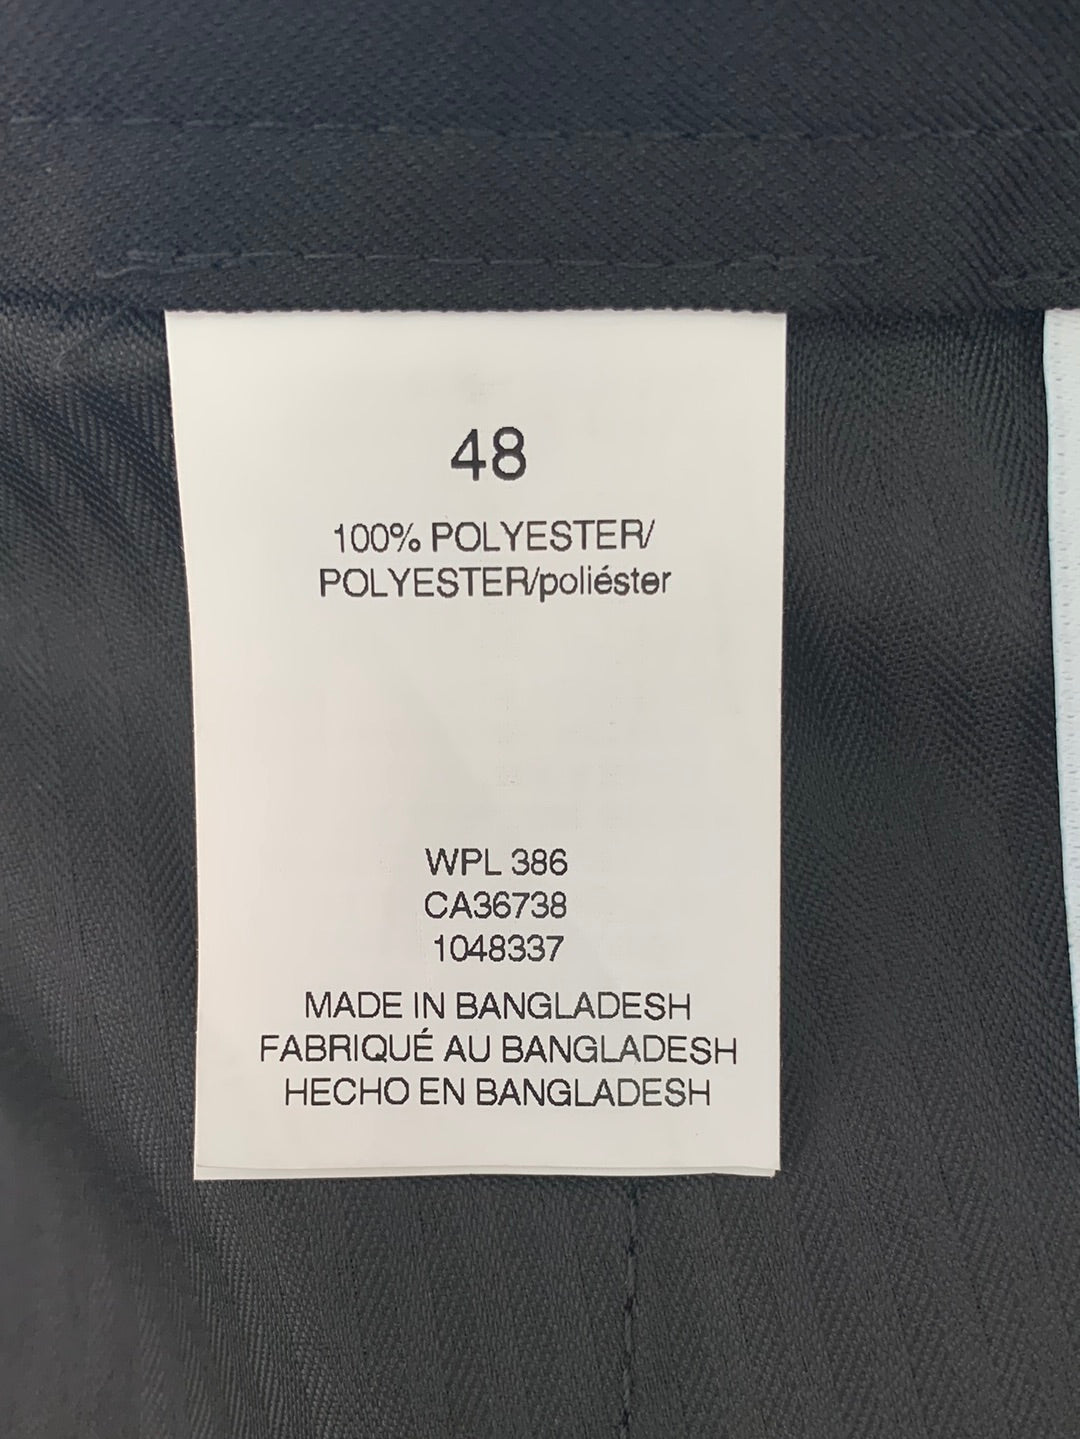 48
100% POLYESTER/
POLYESTER/poliéster
WPL 386
CA36738
1048337
MADE IN BANGLADESH
FABRIQUÉ AU BANGLADESH
HECHO EN BANGLADESH